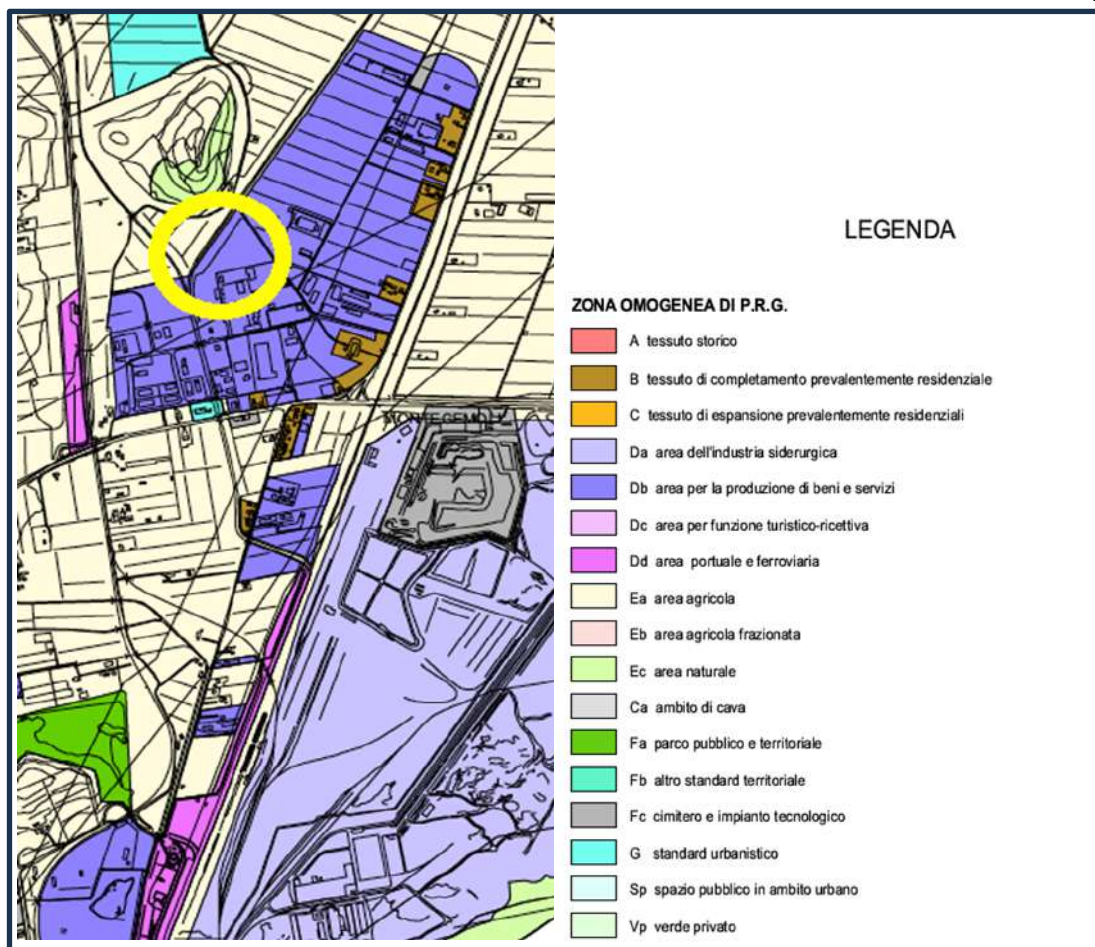 LEGENDA
ZONA OMOGENEA DI P.R.G.
A tessuto storico
B tessuto di completamento prevalentemente residenziale
C tessuto di espansione prevalentemente residenziali
Da area dell'industria siderurgica
Db area per la produzione di beni e servizi
Dc area per funzione turistico-ricettiva
Dd area portuale e ferroviaria
Ea area agricola
Eb area agricola frazionata
Ec area naturale
Ca ambito di cava
Fa parco pubblico e territoriale
Fb altro standard territoriale
Fc cimitero e impianto tecnologico
G standard urbanistico
Sp spazio pubblico in ambito urbano
Vp verde privato